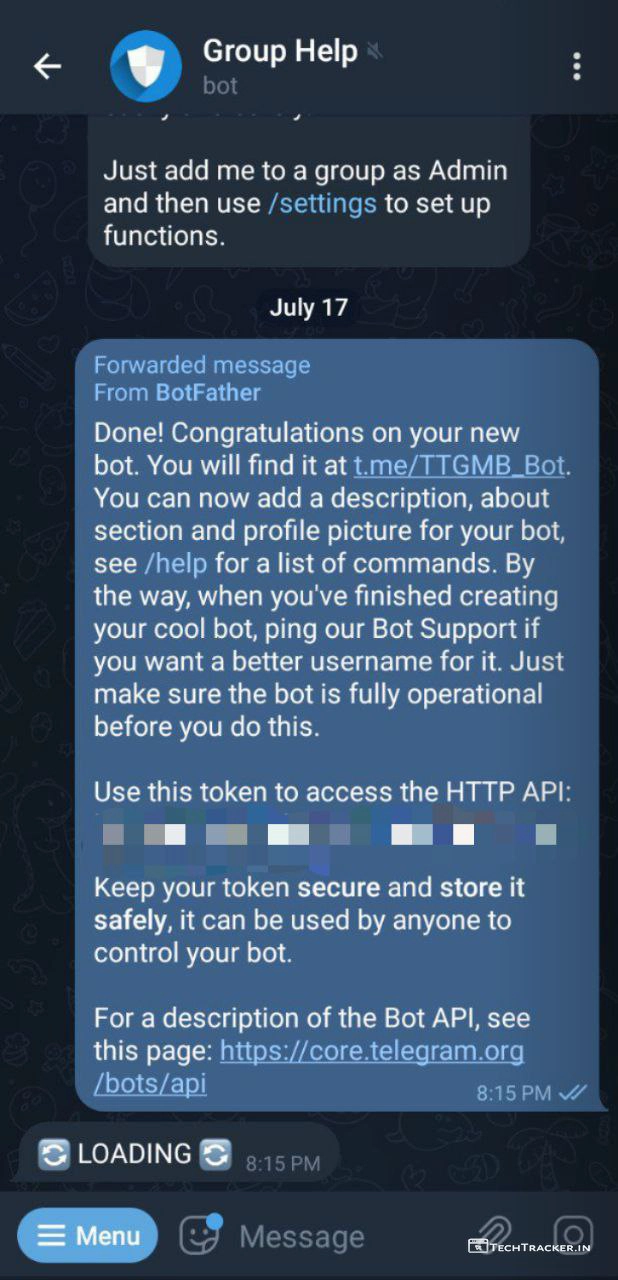 Group Help
bot
Just add me to a group as Admin
and then use /settings to set up
functions.
July 17
Forwarded message
From BotFather
Done! Congratulations on your new
bot. You will find it at t.me/TTGMB_Bot.
You can now add a description, about
section and profile picture for your bot,
see /help for a list of commands. By
the way, when you've finished creating
your cool bot, ping our Bot Support if
you want a better username for it. Just
make sure the bot is fully operational
before you do this.
Use this token to access the HTTP API:
Keep your token secure and store it
safely, it can be used by anyone to
control your bot.
For a description of the Bot API, see
this page: https://core.telegram.org
/bots/api
8:15 PM
LOADING 8:15 PM
Menu
Message
TECHTRACKER.IN